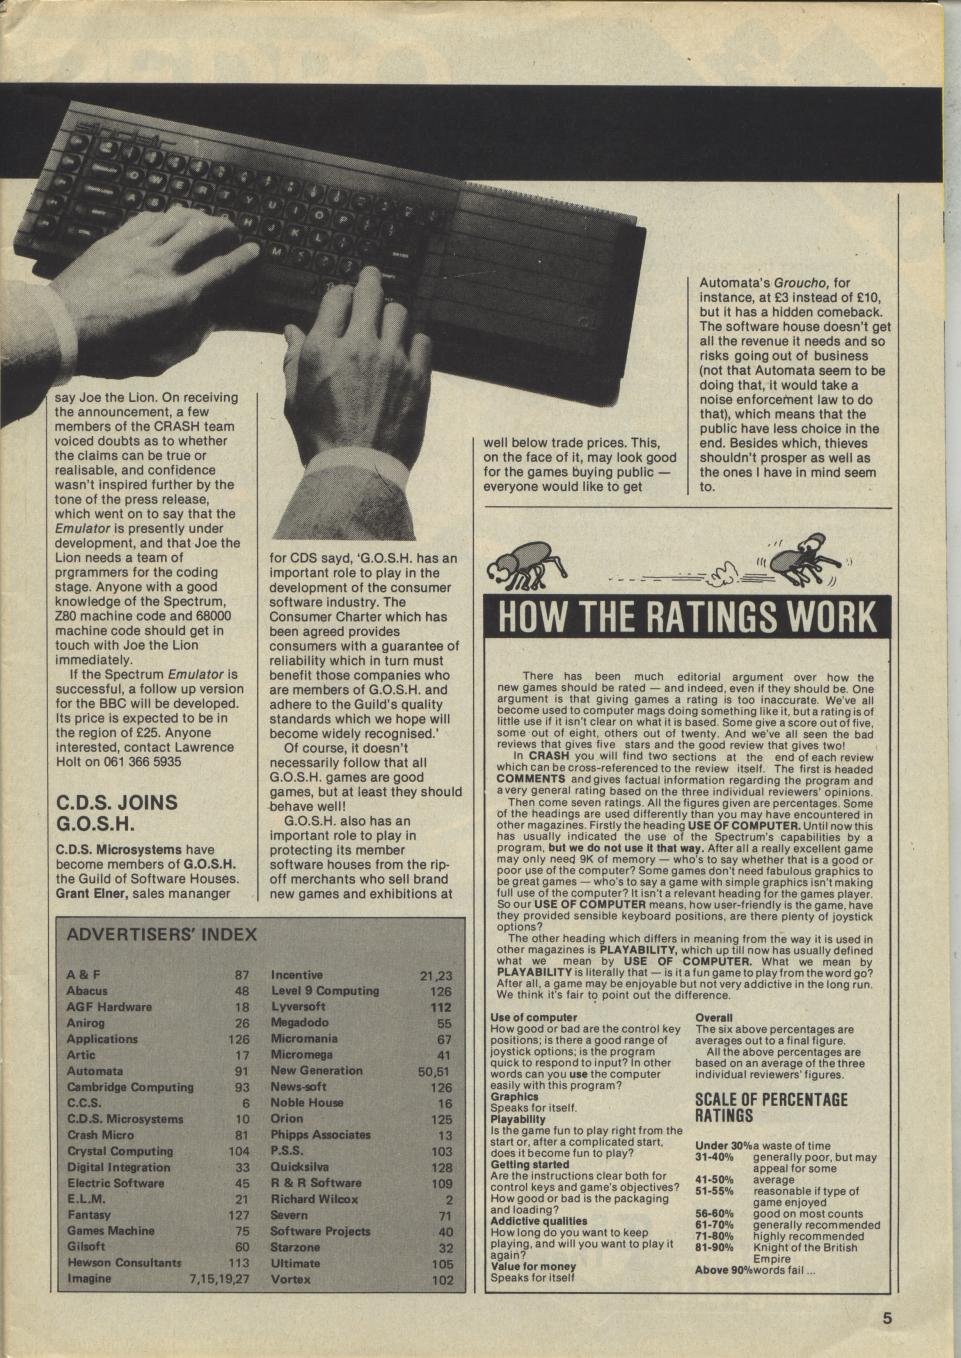 say Joe the Lion. On receiving
the announcement, a few
members of the CRASH team
voiced doubts as to whether
the claims can be true or
realisable, and confidence
wasn't inspired further by the
tone of the press release,
which went on to say that the
Emulator is presently under
development, and that Joe the
Lion needs a team of
prgrammers for the coding
stage. Anyone with a good
knowledge of the Spectrum,
Z80 machine code and 68000
machine code should get in
touch with Joe the Lion
immediately.
If the Spectrum Emulator is
successful, a follow up version
for the BBC will be developed.
Its price is expected to be in
the region of £25. Anyone
interested, contact Lawrence
Holt on 061 366 5935
C.D.S. JOINS
G.O.S.H.
C.D.S. Microsystems have
become members of G.O.S.H.
the Guild of Software Houses.
Grant Elner, sales mananger
for CDS sayd, 'G.O.S.H. has an
important role to play in the
development of the consumer
software industry. The
Consumer Charter which has
been agreed provides
consumers with a guarantee of
reliability which in turn must
benefit those companies who
are members of G.O.S.H. and
adhere to the Guild's quality
standards which we hope will
become widely recognised.'
Of course, it doesn't
necessarily follow that all
G.O.S.H. games are good
games, but at least they should
behave well!
G.O.S.H. also has an
important role to play in
protecting its member
software houses from the rip-
off merchants who sell brand
new games and exhibitions at
well below trade prices. This,
on the face of it, may look good
for the games buying public —
everyone would like to get
Automata's Groucho, for
instance, at £3 instead of £10,
but it has a hidden comeback.
The software house doesn't get
all the revenue it needs and so
risks going out of business
(not that Automata seem to be
doing that, it would take a
noise enforcement law to do
that), which means that the
public have less choice in the
end. Besides which, thieves
shouldn't prosper as well as
the ones I have in mind seem
to.
ADVERTISERS' INDEX
A & F 87
Abacus 48
AGF Hardware 18
Anirog 26
Applications 126
Artic 17
Automata 91
Cambridge Computing 93
C.C.S. 6
C.D.S. Microsystems 10
Crash Micro 81
Crystal Computing 104
Digital Integration 33
Electric Software 45
E.L.M. 21
Fantasy 127
Games Machine 75
Gilsoft 60
Hewson Consultants 113
Imagine 7,15,19,27
Incentive 21,23
Level 9 Computing 126
Lyversoft 112
Megadodo 55
Micromania 67
Micromega 41
New Generation 50,51
News-soft 126
Noble House 16
Orion 125
Phipps Associates 13
P.S.S. 103
Quicksilva 128
R & R Software 109
Richard Wilcox 2
Severn 71
Software Projects 40
Starzone 32
Ultimate 105
Vortex 102
HOW THE RATINGS WORK
There has been much editorial argument over how the
new games should be rated — and indeed, even if they should be. One
argument is that giving games a rating is too inaccurate. We've all
become used to computer mags doing something like it, but a rating is of
little use if it isn't clear on what it is based. Some give a score out of five,
some out of eight, others out of twenty. And we've all seen the bad
reviews that gives five stars and the good review that gives two!
In CRASH you will find two sections at the end of each review
which can be cross-referenced to the review itself. The first is headed
COMMENTS and gives factual information regarding the program and
a very general rating based on the three individual reviewers' opinions.
Then come seven ratings. All the figures given are percentages. Some
of the headings are used differently than you may have encountered in
other magazines. Firstly the heading USE OF COMPUTER. Until now this
has usually indicated the use of the Spectrum's capabilities by a
program, but we do not use it that way. After all a really excellent game
may only need 9K of memory — who's to say whether that is a good or
poor use of the computer? Some games don't need fabulous graphics to
be great games — who's to say a game with simple graphics isn't making
full use of the computer? It isn't a relevant heading for the games player.
So our USE OF COMPUTER means, how user-friendly is the game, have
they provided sensible keyboard positions, are there plenty of joystick
options?
The other heading which differs in meaning from the way it is used in
other magazines is PLAYABILITY, which up till now has usually defined
what we mean by USE OF COMPUTER. What we mean by
PLAYABILITY is literally that — is it a fun game to play from the word go?
After all, a game may be enjoyable but not very addictive in the long run.
We think it's fair to point out the difference.
Use of computer
How good or bad are the control key
positions; is there a good range of
joystick options; is the program
quick to respond to input? In other
words can you use the computer
easily with this program?
Graphics
Speaks for itself.
Playability
Is the game fun to play right from the
start or, after a complicated start,
does it become fun to play?
Getting started
Are the instructions clear both for
control keys and game's objectives?
How good or bad is the packaging
and loading?
Addictive qualities
How long do you want to keep
playing, and will you want to play it
again?
Value for money
Speaks for itself
Overall
The six above percentages are
averages out to a final figure.
All the above percentages are
based on an average of the three
individual reviewers' figures.
SCALE OF PERCENTAGE
RATINGS
Under 30% a waste of time
31-40% generally poor, but may
appeal for some
41-50% average
51-55% reasonable if type of
game enjoyed
56-60% good on most counts
61-70% generally recommended
71-80% highly recommended
81-90% Knight of the British
Empire
Above 90% words fail ...
5